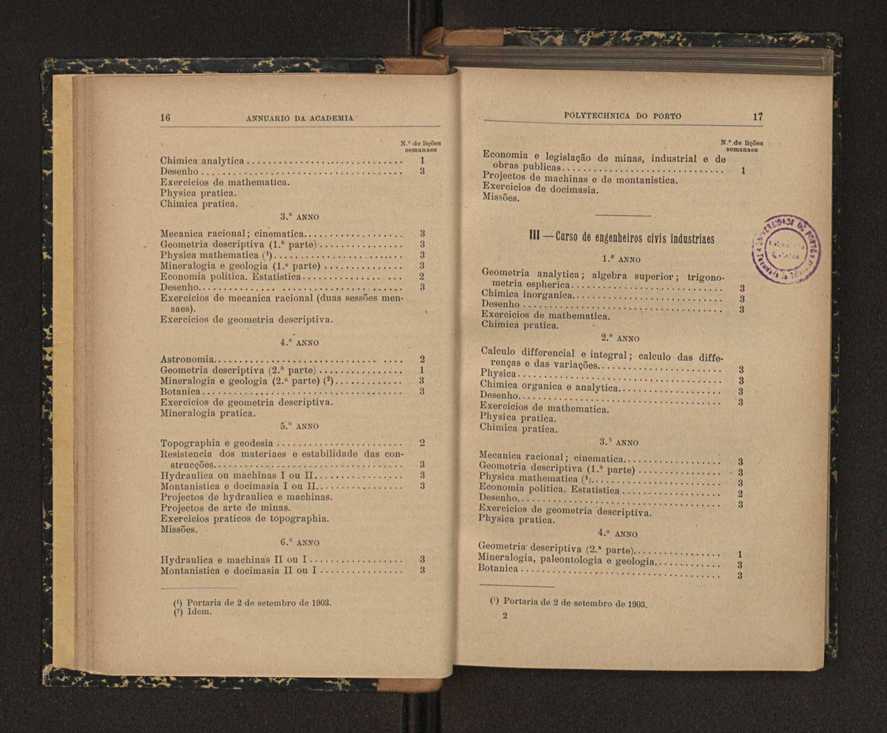 16 ANNUARIO DA ACADEMIA
N.º de lições
semanaes
Chimica analytica 1
Desenho 3
Exercicios de mathematica.
Physica pratica.
Chimica pratica.
3.º ANNO
Mecanica racional; cinematica 3
Geometria descriptiva (1.ª parte) 3
Physica mathematica (¹) 3
Mineralogia e geologia (1.ª parte) 3
Economia politica. Estatistica 2
Desenho 3
Exercicios de mecanica racional (duas sessões men-
saes).
Exercicios de geometria descriptiva.
4.º ANNO
Astronomia 2
Geometria descriptiva (2.ª parte) 1
Mineralogia e geologia (2.ª parte) (²) 3
Botanica 3
Exercicios de geometria descriptiva.
Mineralogia pratica.
5.º ANNO
Topographia e geodesia 2
Resistencia dos materiaes e estabilidade das con-
strucções 3
Hydraulica ou machinas I ou II 3
Montanistica e docimasia I ou II 3
Projectos de hydraulica e machinas.
Projectos de arte de minas.
Exercicios praticos de topographia.
Missões.
6.º ANNO
Hydraulica e machinas II ou I 3
Montanistica e docimasia II ou I 3
(¹) Portaria de 2 de setembro de 1903.
(²) Idem.
POLYTECHNICA DO PORTO 17
N.º de lições
semanaes
Economia e legislação de minas, industrial e de
obras publicas 1
Projectos de machinas e de montanistica.
Exercicios de docimasia.
Missões.
III — Curso de engenheiros civis industriaes
1.º ANNO
Geometria analytica; algebra superior; trigono-
metria espherica 3
Chimica inorganica 3
Desenho 3
Exercicios de mathematica.
Chimica pratica.
2.º ANNO
Calculo differencial e integral; calculo das diffe-
renças e das variações 3
Physica 3
Chimica organica e analytica 3
Desenho 3
Exercicios de mathematica.
Physica pratica.
Chimica pratica.
3.º ANNO
Mecanica racional; cinematica 3
Geometria descriptiva (1.ª parte) 3
Physica mathematica (¹) 3
Economia politica. Estatistica 2
Desenho 3
Exercicios de geometria descriptiva.
Physica pratica.
4.º ANNO
Geometria descriptiva (2.ª parte) 1
Mineralogia, paleontologia e geologia 3
Botanica 3
(¹) Portaria de 2 de setembro de 1903.
2
UNIVERSIDADE DO PORTO